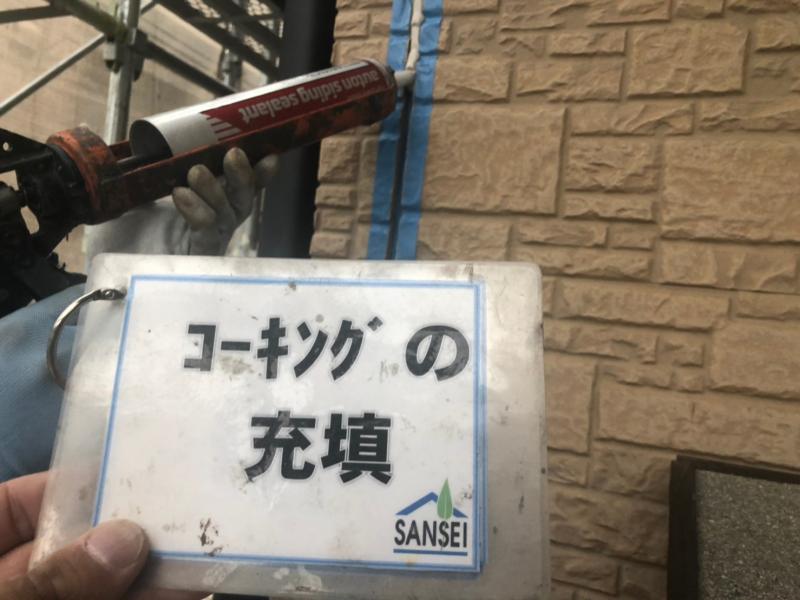 auton siding sealant
ｺｰｷﾝｸﾞの
充填
SANSEI